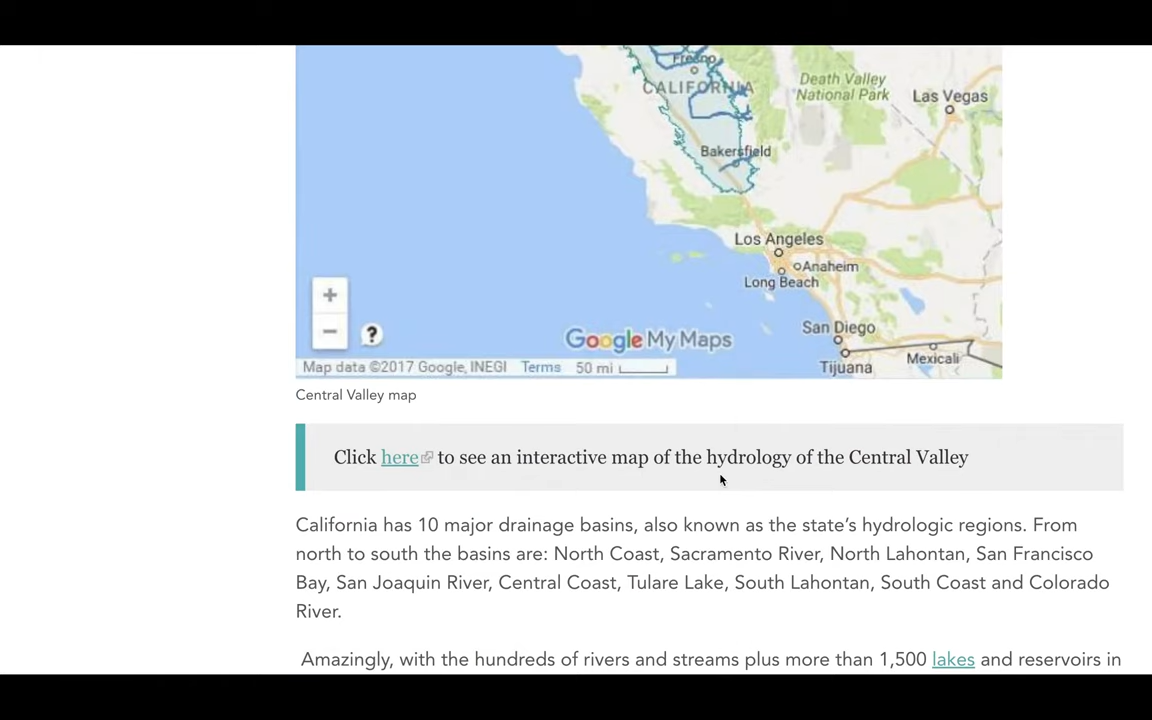 Fresno
CALIFORNIA
Death Valley
National Park
Las Vegas
Bakersfield
Los Angeles
Anaheim
Long Beach
San Diego
Tijuana
Mexicali
+
−
?
Google My Maps
Map data ©2017 Google, INEGI Terms 50 mi
Central Valley map
Click here to see an interactive map of the hydrology of the Central Valley
California has 10 major drainage basins, also known as the state’s hydrologic regions. From
north to south the basins are: North Coast, Sacramento River, North Lahontan, San Francisco
Bay, San Joaquin River, Central Coast, Tulare Lake, South Lahontan, South Coast and Colorado
River.
Amazingly, with the hundreds of rivers and streams plus more than 1,500 lakes and reservoirs in